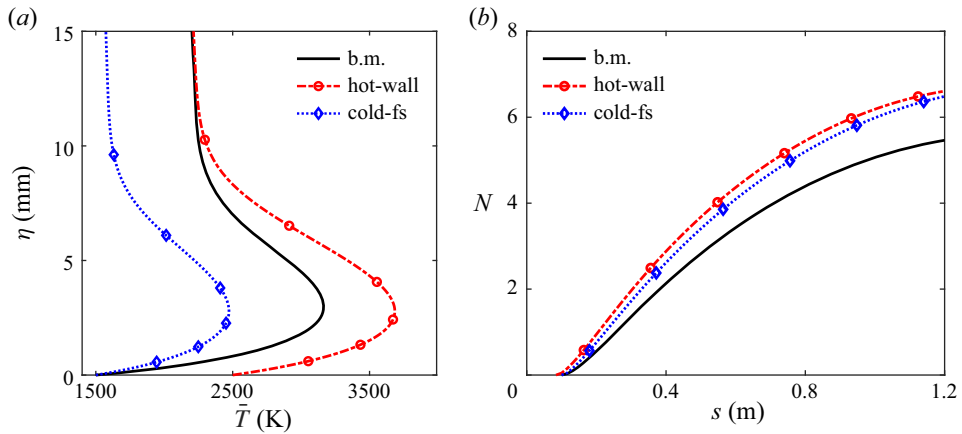 (a)
15
10
5
0
η (mm)
1500
2500
3500
T̄ (K)
b.m.
hot-wall
cold-fs
(b)
8
6
4
2
0
N
0.4
0.8
1.2
s (m)
b.m.
hot-wall
cold-fs